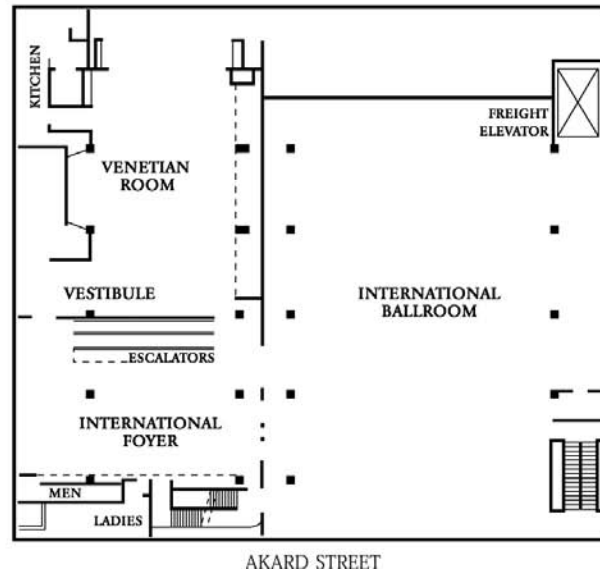 KITCHEN
FREIGHT
ELEVATOR
VENETIAN
ROOM
VESTIBULE
INTERNATIONAL
BALLROOM
ESCALATORS
INTERNATIONAL
FOYER
MEN
LADIES
AKARD STREET